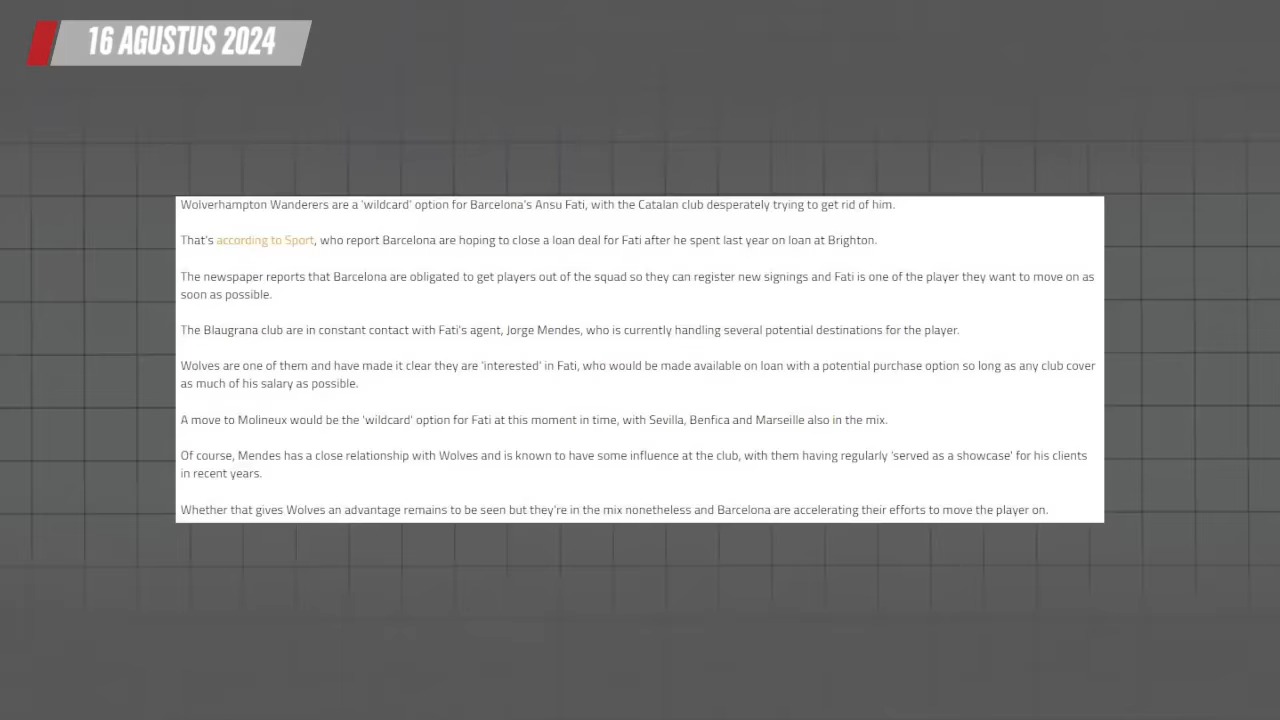 16 AGUSTUS 2024
Wolverhampton Wanderers are a 'wildcard' option for Barcelona's Ansu Fati, with the Catalan club desperately trying to get rid of him.
That's according to Sport, who report Barcelona are hoping to close a loan deal for Fati after he spent last year on loan at Brighton.
The newspaper reports that Barcelona are obligated to get players out of the squad so they can register new signings and Fati is one of the player they want to move on as
soon as possible.
The Blaugrana club are in constant contact with Fati's agent, Jorge Mendes, who is currently handling several potential destinations for the player.
Wolves are one of them and have made it clear they are 'interested' in Fati, who would be made available on loan with a potential purchase option so long as any club cover
as much of his salary as possible.
A move to Molineux would be the 'wildcard' option for Fati at this moment in time, with Sevilla, Benfica and Marseille also in the mix.
Of course, Mendes has a close relationship with Wolves and is known to have some influence at the club, with them having regularly 'served as a showcase' for his clients
in recent years.
Whether that gives Wolves an advantage remains to be seen but they're in the mix nonetheless and Barcelona are accelerating their efforts to move the player on.